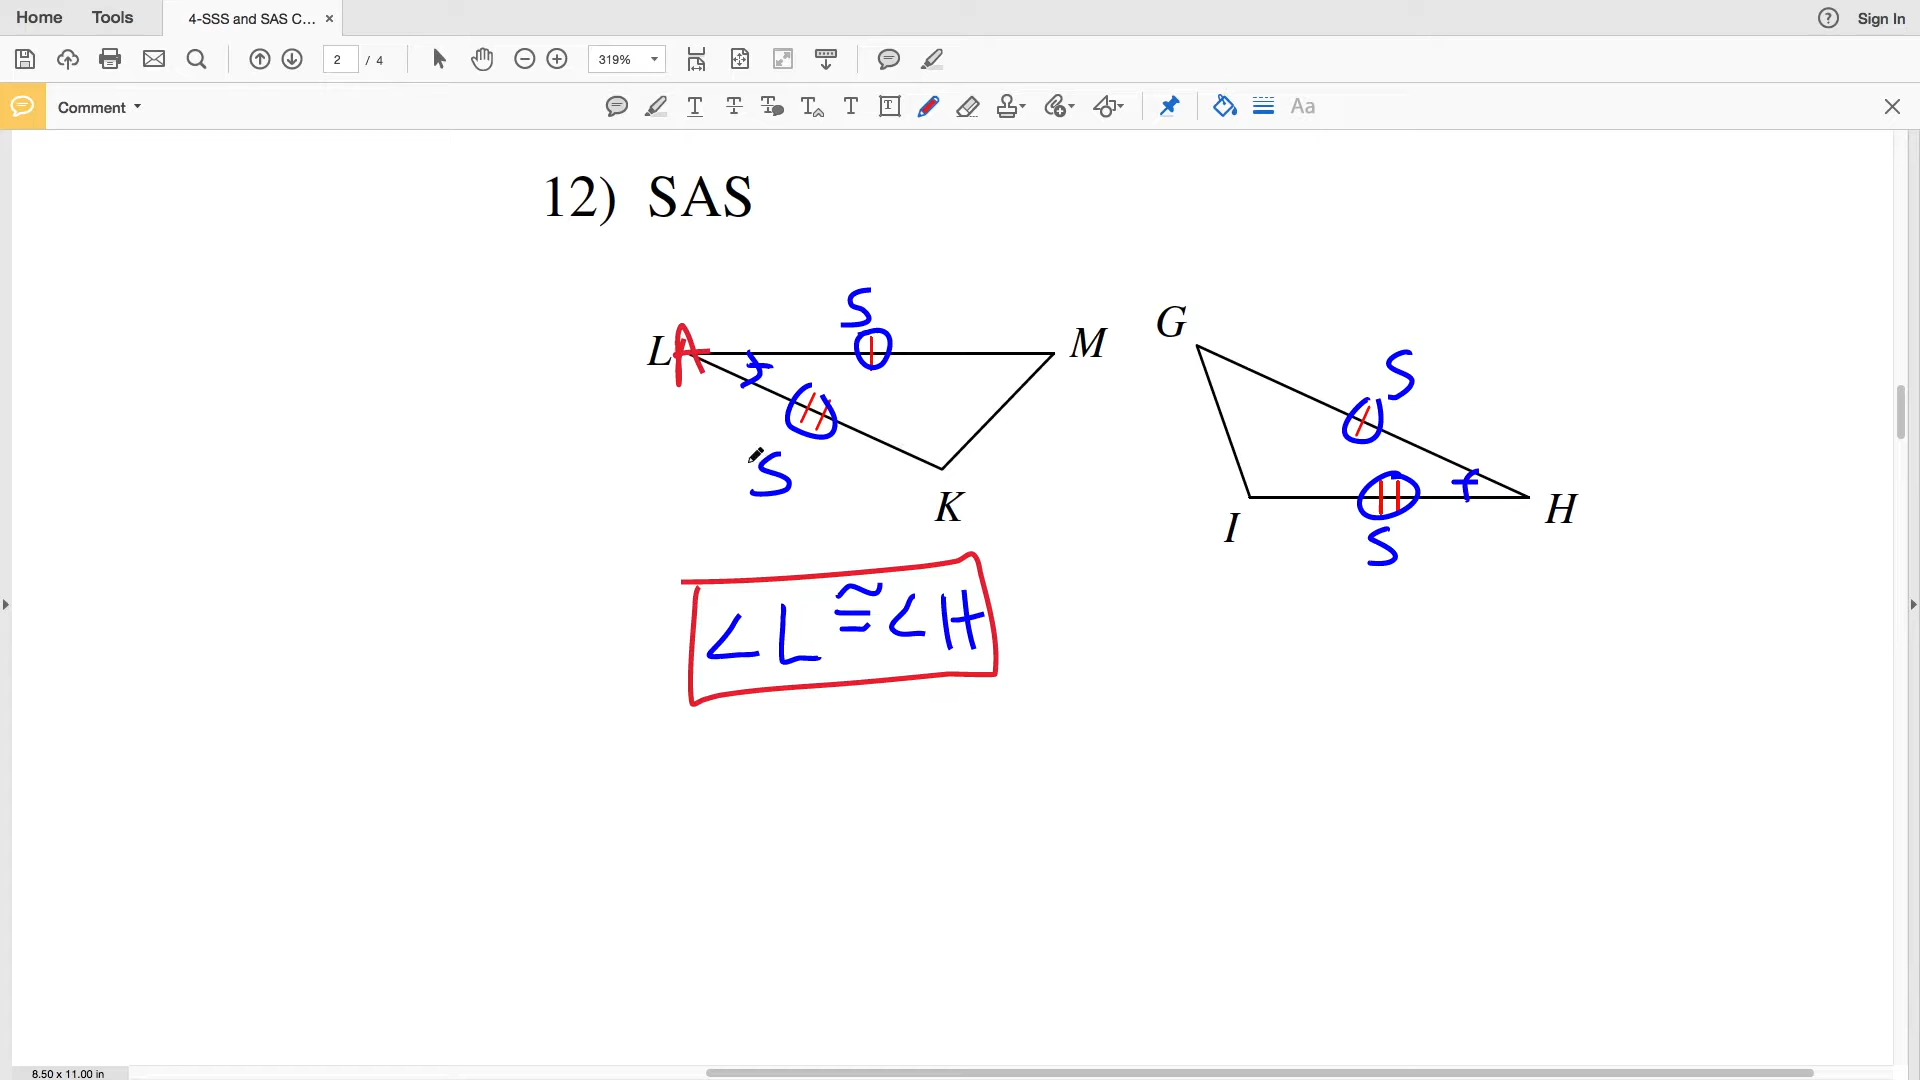 Home Tools 4-SSS and SAS C... × ? Sign In
2 / 4 319%
Comment T T T T T T Aa
12) SAS
S
L A M G
S
S
K I H
S
∠L ≅ ∠H
8.50 x 11.00 in